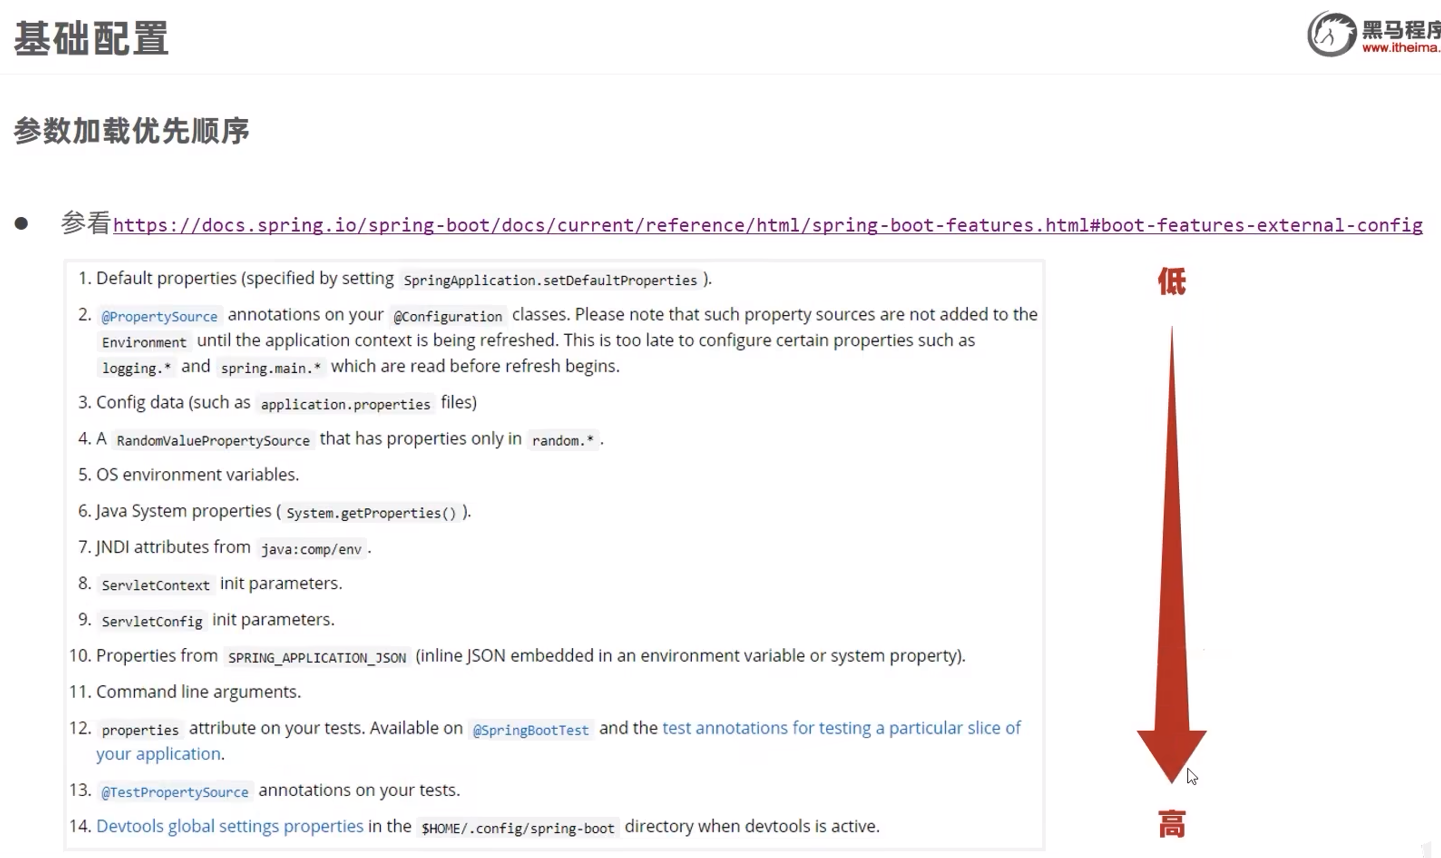 基础配置
黑马程序
www.itheima.
参数加载优先顺序
● 参看https://docs.spring.io/spring-boot/docs/current/reference/html/spring-boot-features.html#boot-features-external-config
低
1. Default properties (specified by setting SpringApplication.setDefaultProperties ).
2. @PropertySource annotations on your @Configuration classes. Please note that such property sources are not added to the
Environment until the application context is being refreshed. This is too late to configure certain properties such as
logging.* and spring.main.* which are read before refresh begins.
3. Config data (such as application.properties files)
4. A RandomValuePropertySource that has properties only in random.* .
5. OS environment variables.
6. Java System properties ( System.getProperties() ).
7. JNDI attributes from java:comp/env .
8. ServletContext init parameters.
9. ServletConfig init parameters.
10. Properties from SPRING_APPLICATION_JSON (inline JSON embedded in an environment variable or system property).
11. Command line arguments.
12. properties attribute on your tests. Available on @SpringBootTest and the test annotations for testing a particular slice of
your application.
13. @TestPropertySource annotations on your tests.
14. Devtools global settings properties in the $HOME/.config/spring-boot directory when devtools is active.
高